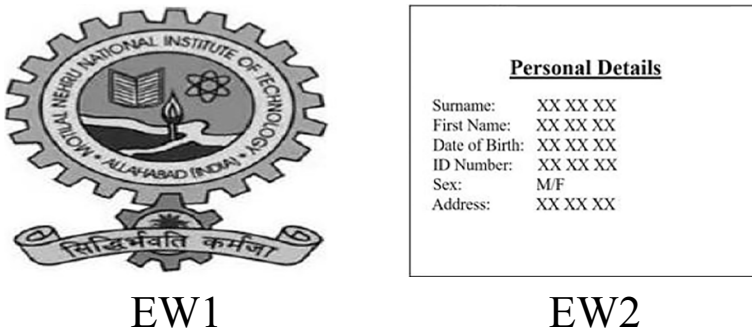 MOTILAL NEHRU NATIONAL INSTITUTE OF TECHNOLOGY
• ALLAHABAD (INDIA) •
सिद्धिर्भवति कर्मजा
EW1
Personal Details
Surname: XX XX XX
First Name: XX XX XX
Date of Birth: XX XX XX
ID Number: XX XX XX
Sex: M/F
Address: XX XX XX
EW2